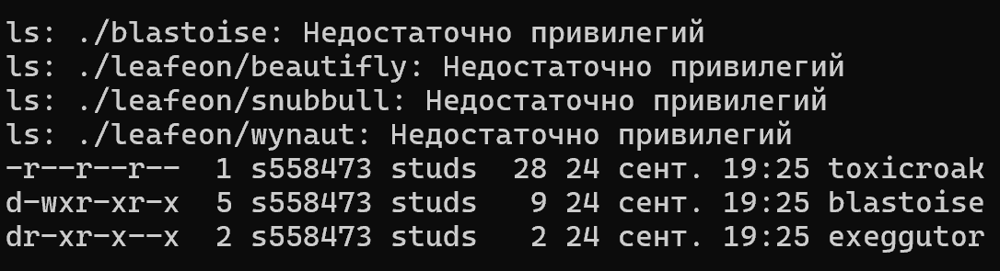 ls: ./blastoise: Недостаточно привилегий
ls: ./leafeon/beautifly: Недостаточно привилегий
ls: ./leafeon/snubbull: Недостаточно привилегий
ls: ./leafeon/wynaut: Недостаточно привилегий
-r--r--r--  1 s558473 studs  28 24 сент. 19:25 toxicroak
d-wxr-xr-x  5 s558473 studs   9 24 сент. 19:25 blastoise
dr-xr-x--x  2 s558473 studs   2 24 сент. 19:25 exeggutor